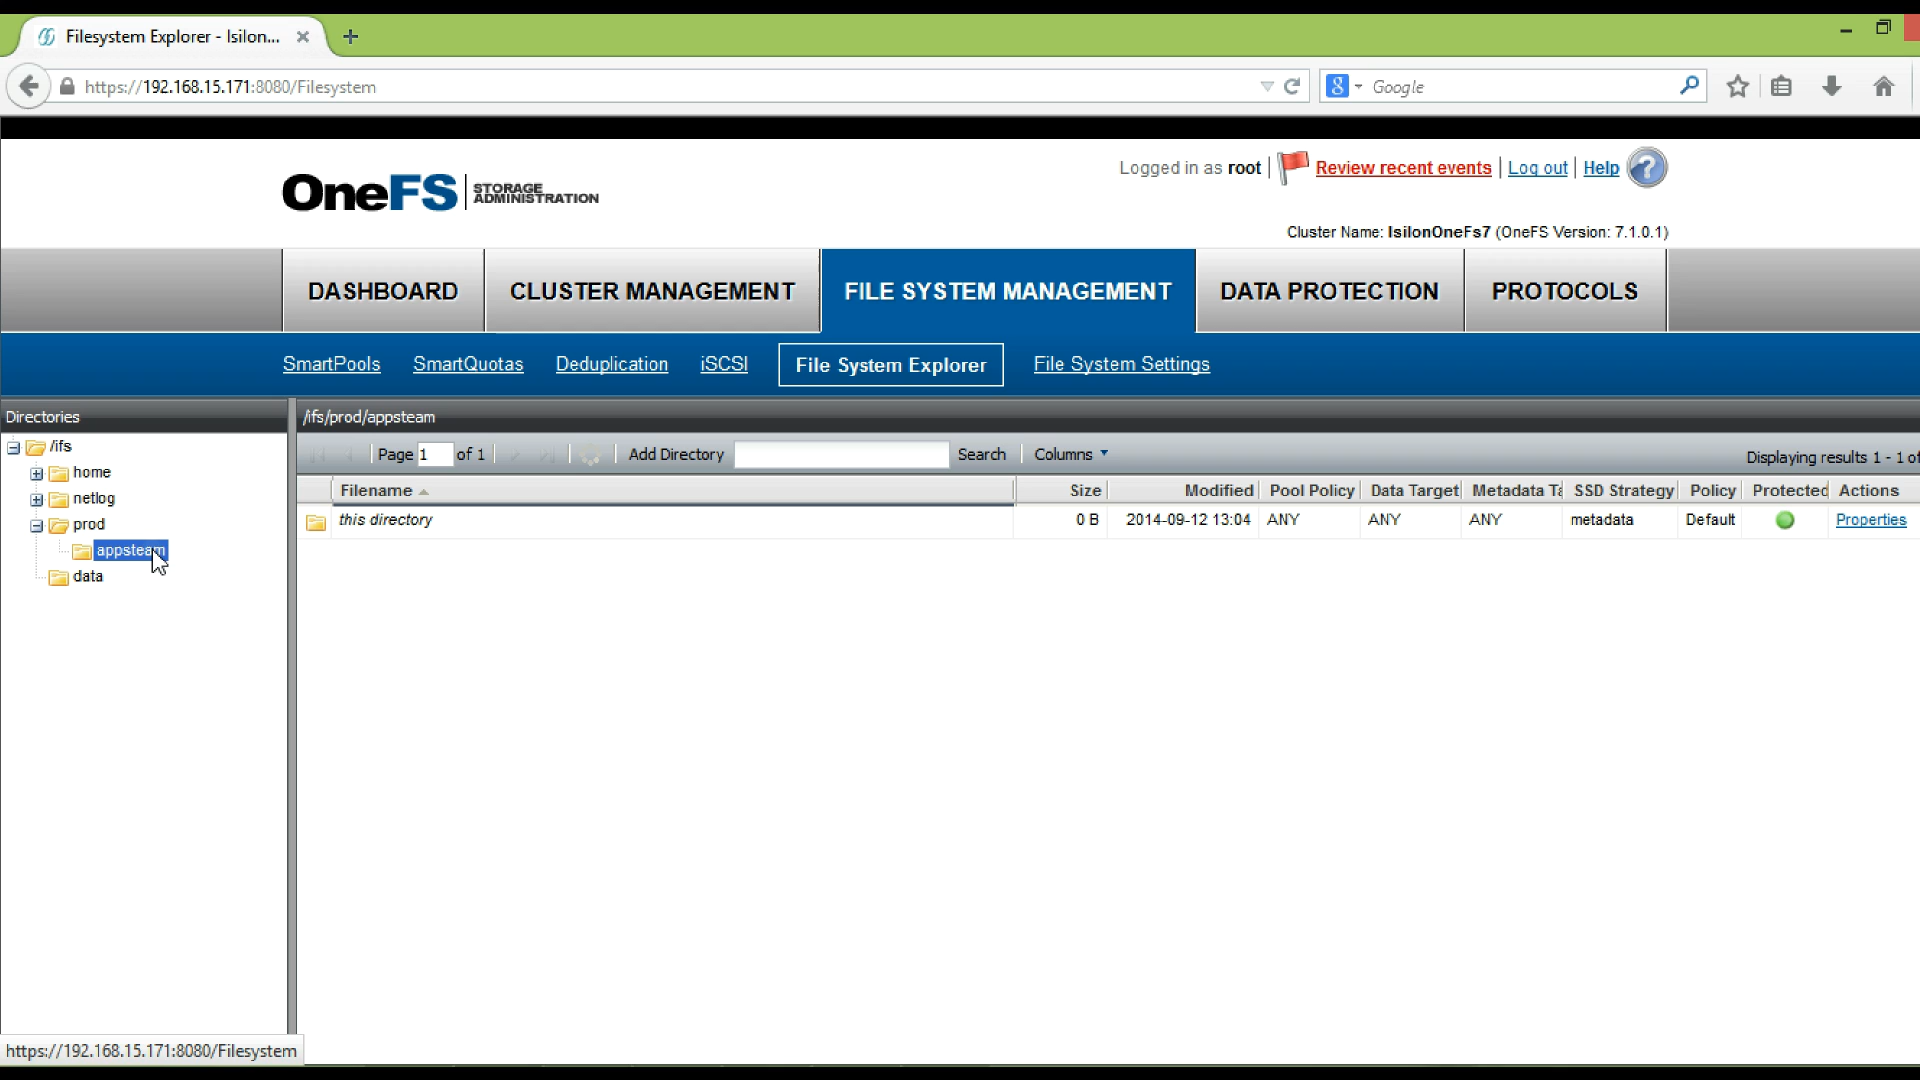 Filesystem Explorer - Isilon...
https://192.168.15.171:8080/Filesystem
Google
Logged in as root | Review recent events | Log out | Help
OneFS | STORAGE ADMINISTRATION
Cluster Name: IsilonOneFs7 (OneFS Version: 7.1.0.1)
DASHBOARD CLUSTER MANAGEMENT FILE SYSTEM MANAGEMENT DATA PROTECTION PROTOCOLS
SmartPools SmartQuotas Deduplication iSCSI File System Explorer File System Settings
Directories
/ifs/prod/appsteam
/ifs
home
netlog
prod
appsteam
data
Page 1 of 1 Add Directory Search Columns Displaying results 1 - 1 of
Filename Size Modified Pool Policy Data Target Metadata Ta SSD Strategy Policy Protected Actions
this directory 0 B 2014-09-12 13:04 ANY ANY ANY metadata Default Properties
https://192.168.15.171:8080/Filesystem